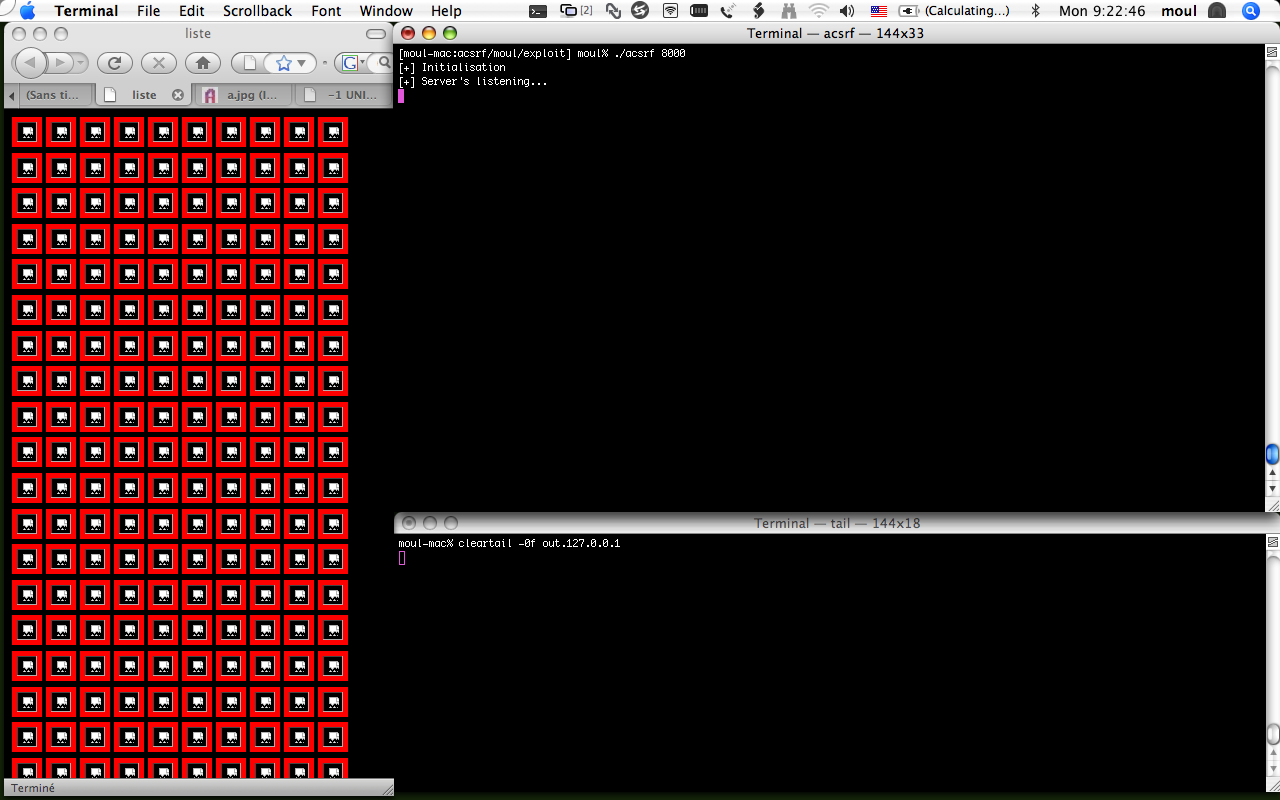 Terminal File Edit Scrollback Font Window Help [2] (Calculating...) Mon 9:22:46 moul
liste
(Sans ti... liste a.jpg (I... ~1 UNI...
Terminé
Terminal — acsrf — 144x33
[moul-mac:acsrf/moul/exploit] moul% ./acsrf 8000
[+] Initialisation
[+] Server's listening...
Terminal — tail — 144x18
moul-mac% cleartail -0f out.127.0.0.1